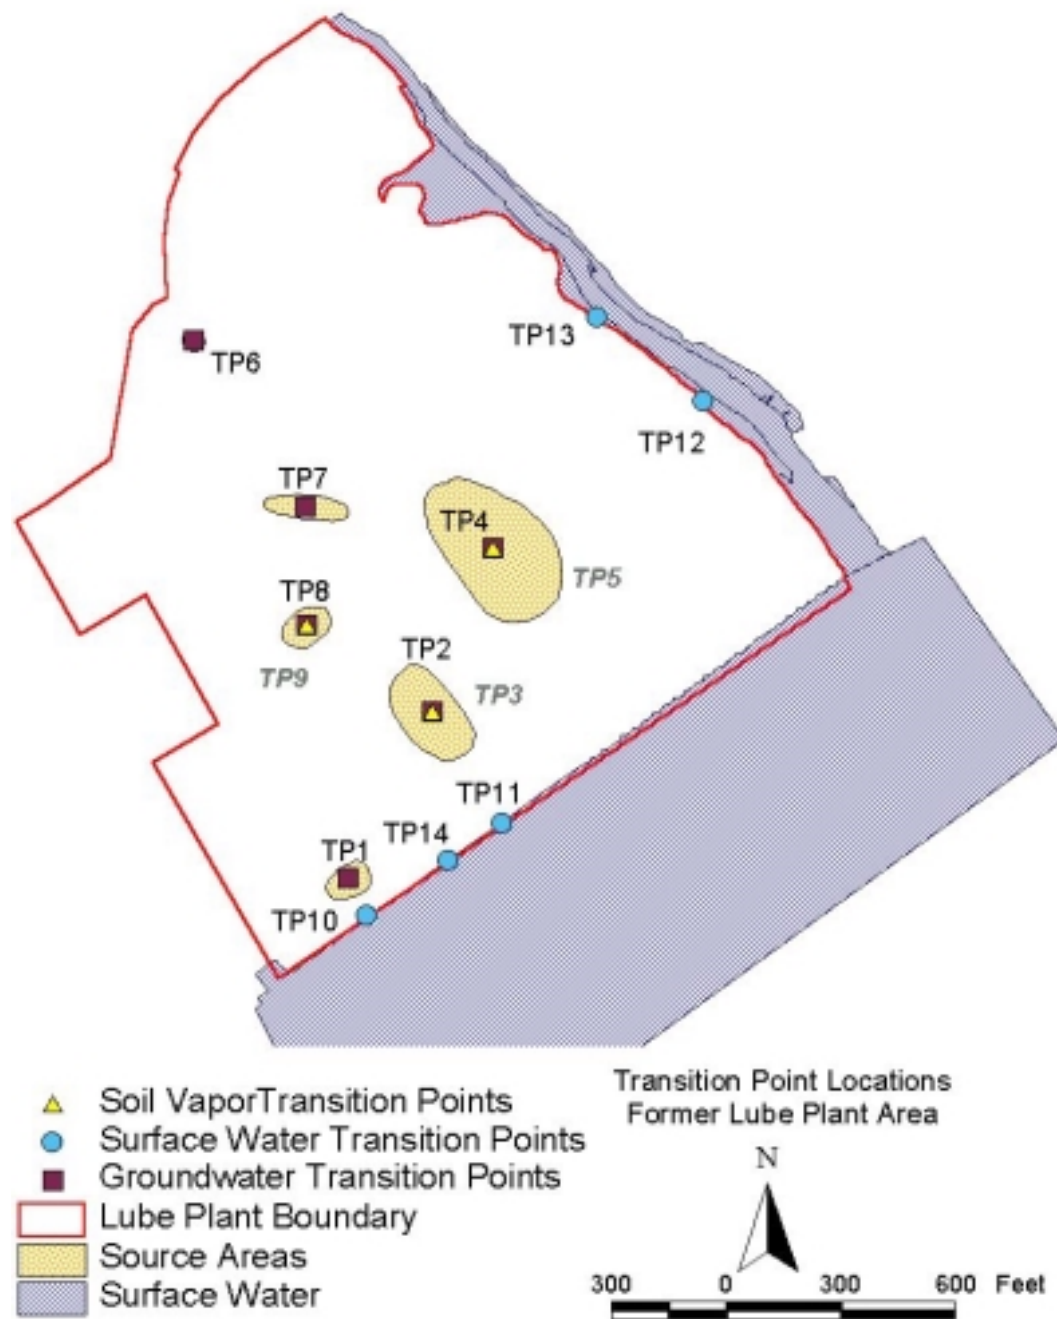 TP13
TP6
TP12
TP7
TP4
TP5
TP8
TP2
TP9
TP3
TP11
TP14
TP1
TP10
Soil VaporTransition Points
Surface Water Transition Points
Groundwater Transition Points
Lube Plant Boundary
Source Areas
Surface Water
Transition Point Locations
Former Lube Plant Area
N
300 0 300 600 Feet